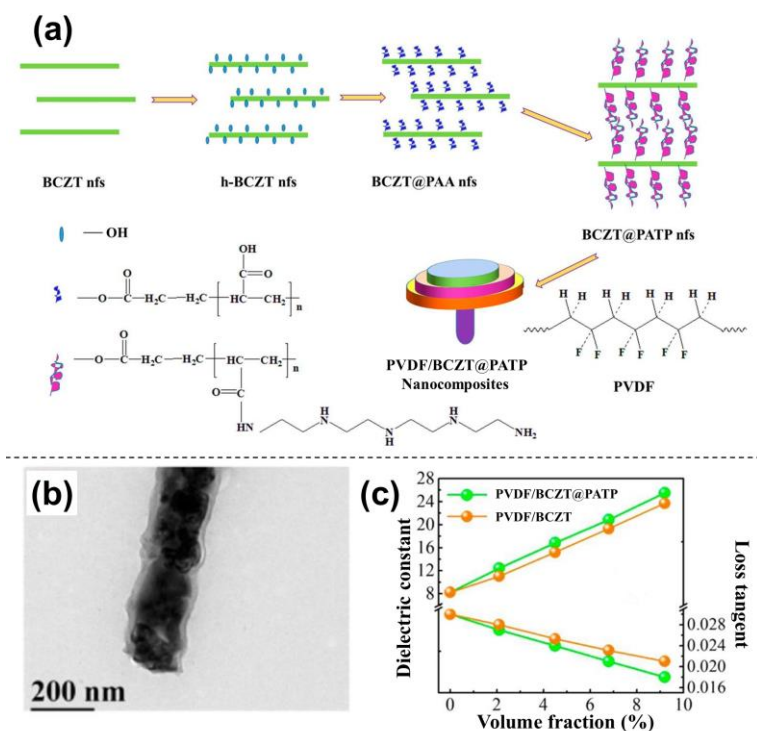 (a)
BCZT nfs
h-BCZT nfs
BCZT@PAA nfs
BCZT@PATP nfs
—OH
OH
O
C
O
—O—C—H₂C—H₂C—[HC—CH₂]n
O
—O—C—H₂C—H₂C—[HC—CH₂]n
O=C
HN
H
N
N
H
H
N
NH₂
PVDF/BCZT@PATP
Nanocomposites
H H H H H H H H
F F F F F F
PVDF
(b)
200 nm
(c)
PVDF/BCZT@PATP
PVDF/BCZT
Dielectric constant
28
24
20
16
12
8
Loss tangent
0.028
0.024
0.020
0.016
0 2 4 6 8 10
Volume fraction (%)